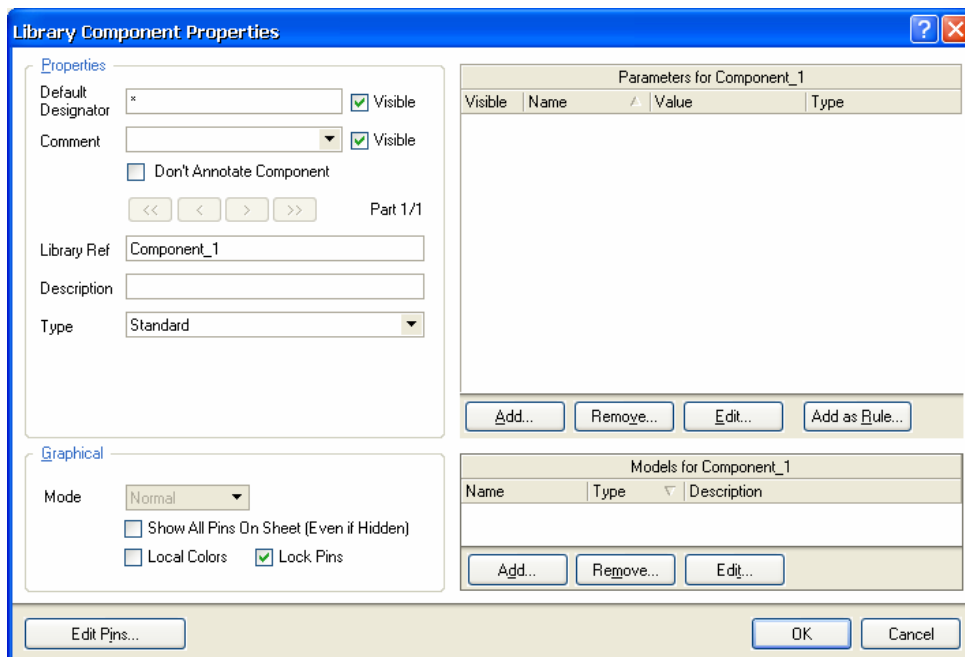 Library Component Properties
Properties
Default
Designator
*
Visible
Comment
Visible
Don't Annotate Component
<< < > >> Part 1/1
Library Ref Component_1
Description
Type Standard
Graphical
Mode Normal
Show All Pins On Sheet (Even if Hidden)
Local Colors Lock Pins
Parameters for Component_1
Visible Name Value Type
Add... Remove... Edit... Add as Rule...
Models for Component_1
Name Type Description
Add... Remove... Edit...
Edit Pins... OK Cancel